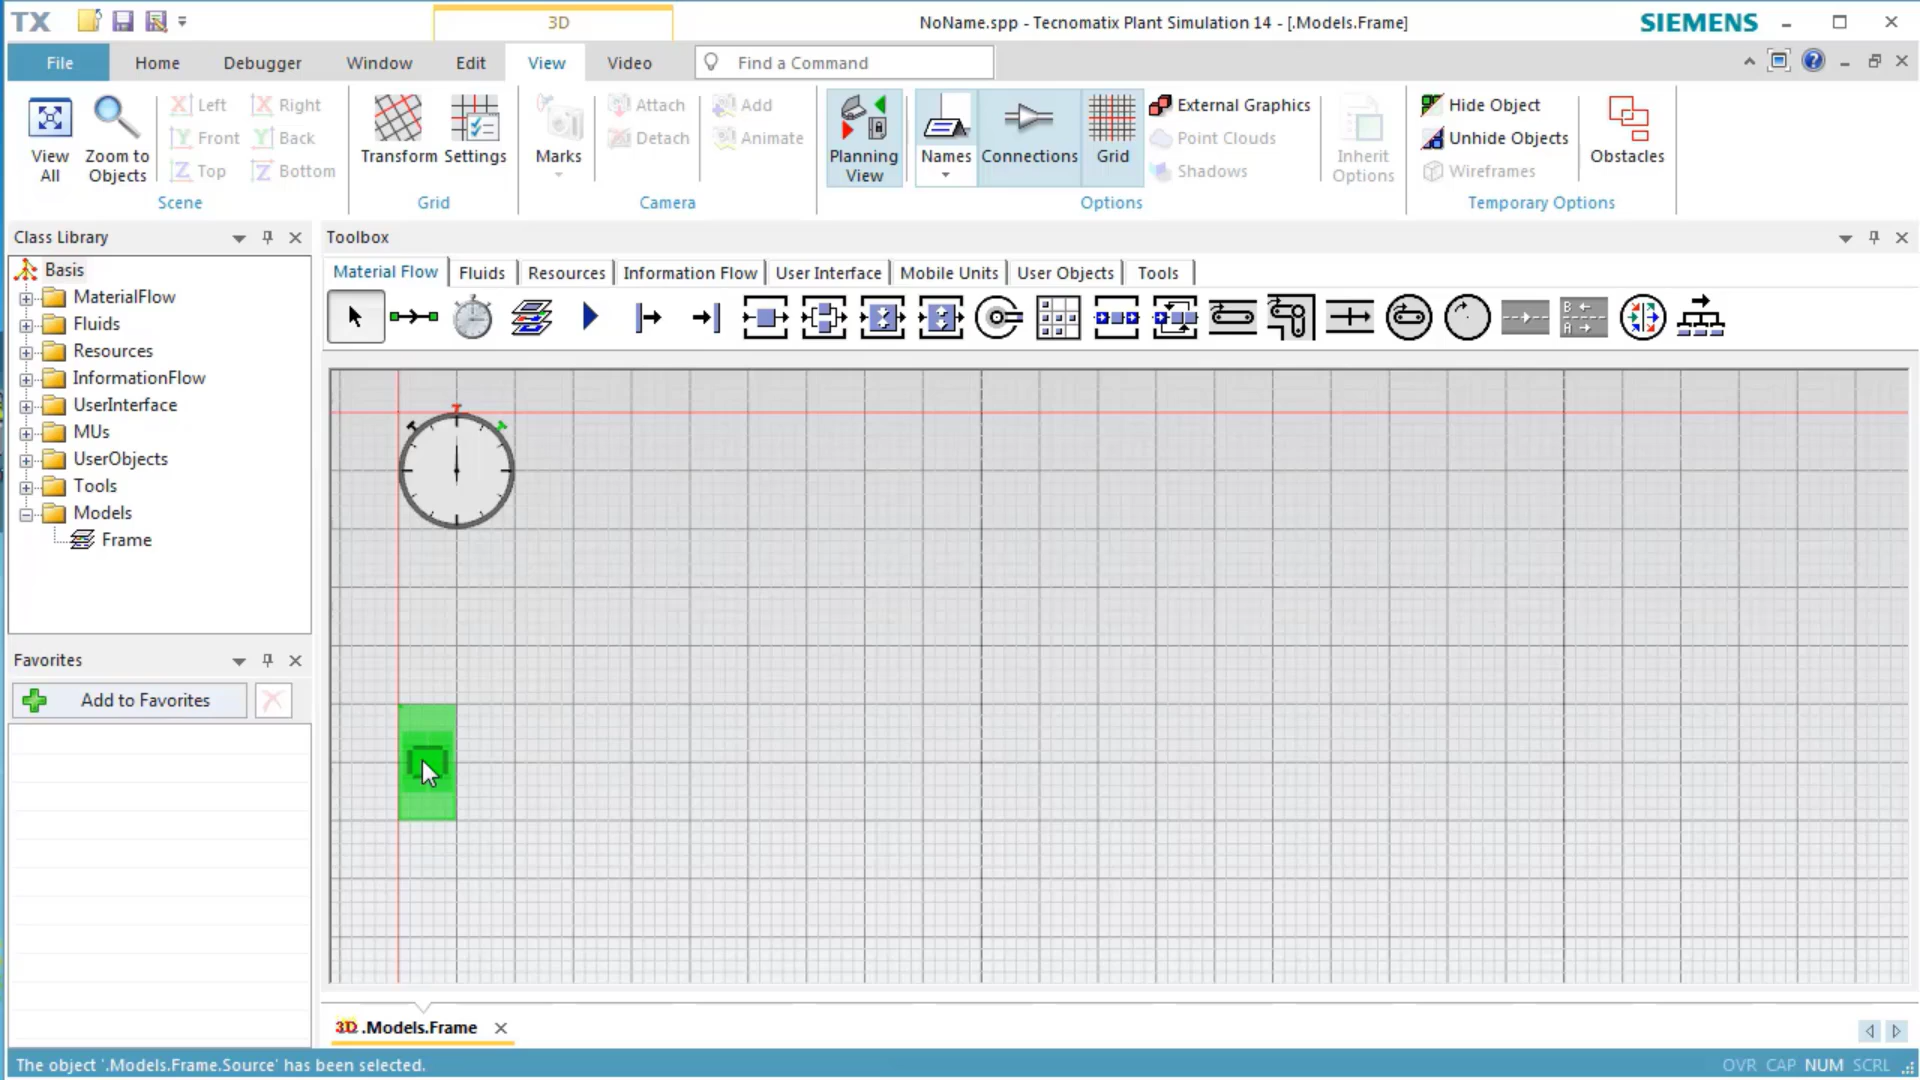 TX
3D
NoName.spp - Tecnomatix Plant Simulation 14 - [.Models.Frame]
SIEMENS
File
Home
Debugger
Window
Edit
View
Video
Find a Command
View All
Zoom to Objects
Left
Front
Top
Right
Back
Bottom
Scene
Transform
Settings
Grid
Marks
Attach
Detach
Add
Animate
Camera
Planning View
Names
Connections
Grid
External Graphics
Point Clouds
Shadows
Options
Inherit Options
Hide Object
Unhide Objects
Wireframes
Obstacles
Temporary Options
Class Library
Basis
MaterialFlow
Fluids
Resources
InformationFlow
UserInterface
MUs
UserObjects
Tools
Models
Frame
Favorites
Add to Favorites
Toolbox
Material Flow
Fluids
Resources
Information Flow
User Interface
Mobile Units
User Objects
Tools
3D .Models.Frame
The object '.Models.Frame.Source' has been selected.
OVR CAP NUM SCRL